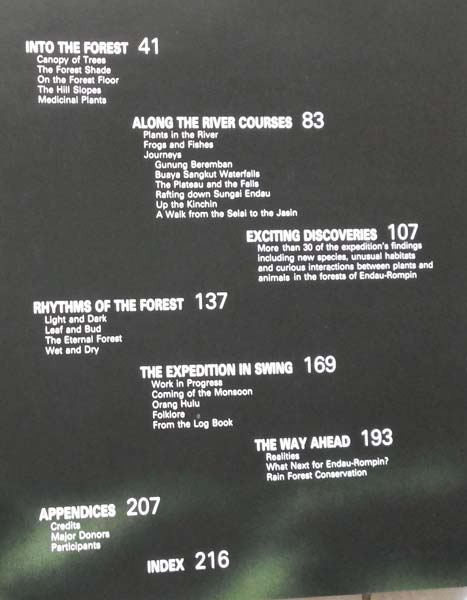 INTO THE FOREST 41
Canopy of Trees
The Forest Shade
On the Forest Floor
The Hill Slopes
Medicinal Plants
ALONG THE RIVER COURSES 83
Plants in the River
Frogs and Fishes
Journeys
Gunung Beremban
Buaya Sangkut Waterfalls
The Plateau and the Falls
Rafting down Sungai Endau
Up the Kinchin
A Walk from the Selai to the Jasin
EXCITING DISCOVERIES 107
More than 30 of the expedition's findings
including new species, unusual habitats
and curious interactions between plants and
animals in the forests of Endau-Rompin
RHYTHMS OF THE FOREST 137
Light and Dark
Leaf and Bud
The Eternal Forest
Wet and Dry
THE EXPEDITION IN SWING 169
Work in Progress
Coming of the Monsoon
Orang Hulu
Folklore
From the Log Book
THE WAY AHEAD 193
Realities
What Next for Endau-Rompin?
Rain Forest Conservation
APPENDICES 207
Credits
Major Donors
Participants
INDEX 216